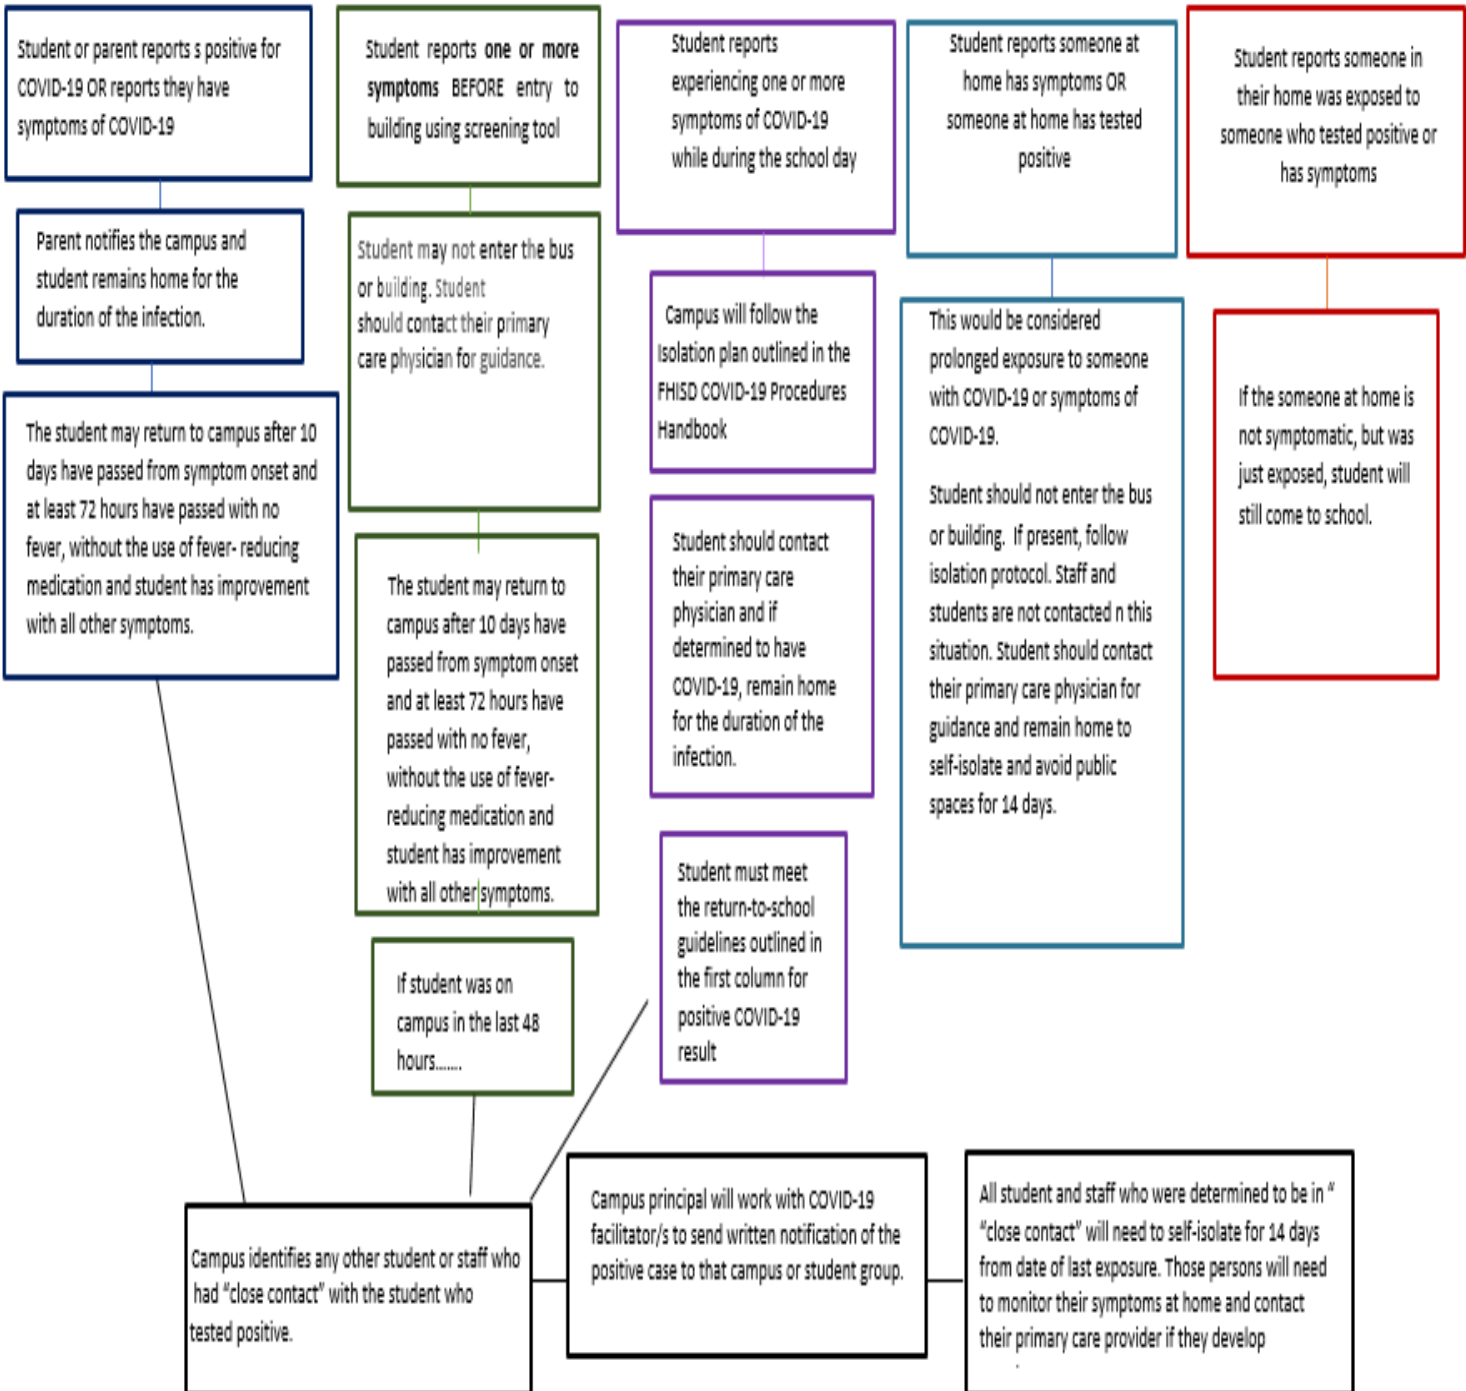 Student or parent reports s positive for
COVID-19 OR reports they have
symptoms of COVID-19
Parent notifies the campus and
student remains home for the
duration of the infection.
The student may return to campus after 10
days have passed from symptom onset and
at least 72 hours have passed with no
fever, without the use of fever- reducing
medication and student has improvement
with all other symptoms.
Student reports one or more
symptoms BEFORE entry to
building using screening tool
Student may not enter the bus
or building. Student
should contact their primary
care physician for guidance.
The student may return to
campus after 10 days have
passed from symptom onset
and at least 72 hours have
passed with no fever,
without the use of fever-
reducing medication and
student has improvement
with all other symptoms.
If student was on
campus in the last 48
hours.......
Student reports
experiencing one or more
symptoms of COVID-19
while during the school day
Campus will follow the
Isolation plan outlined in the
FHISD COVID-19 Procedures
Handbook
Student should contact
their primary care
physician and if
determined to have
COVID-19, remain home
for the duration of the
infection.
Student must meet
the return-to-school
guidelines outlined in
the first column for
positive COVID-19
result
Student reports someone at
home has symptoms OR
someone at home has tested
positive
This would be considered
prolonged exposure to someone
with COVID-19 or symptoms of
COVID-19.
Student should not enter the bus
or building. If present, follow
isolation protocol. Staff and
students are not contacted n this
situation. Student should contact
their primary care physician for
guidance and remain home to
self-isolate and avoid public
spaces for 14 days.
Student reports someone in
their home was exposed to
someone who tested positive or
has symptoms
If the someone at home is
not symptomatic, but was
just exposed, student will
still come to school.
Campus identifies any other student or staff who
had "close contact" with the student who
tested positive.
Campus principal will work with COVID-19
facilitator/s to send written notification of the
positive case to that campus or student group.
All student and staff who were determined to be in “
“close contact” will need to self-isolate for 14 days
from date of last exposure. Those persons will need
to monitor their symptoms at home and contact
their primary care provider if they develop